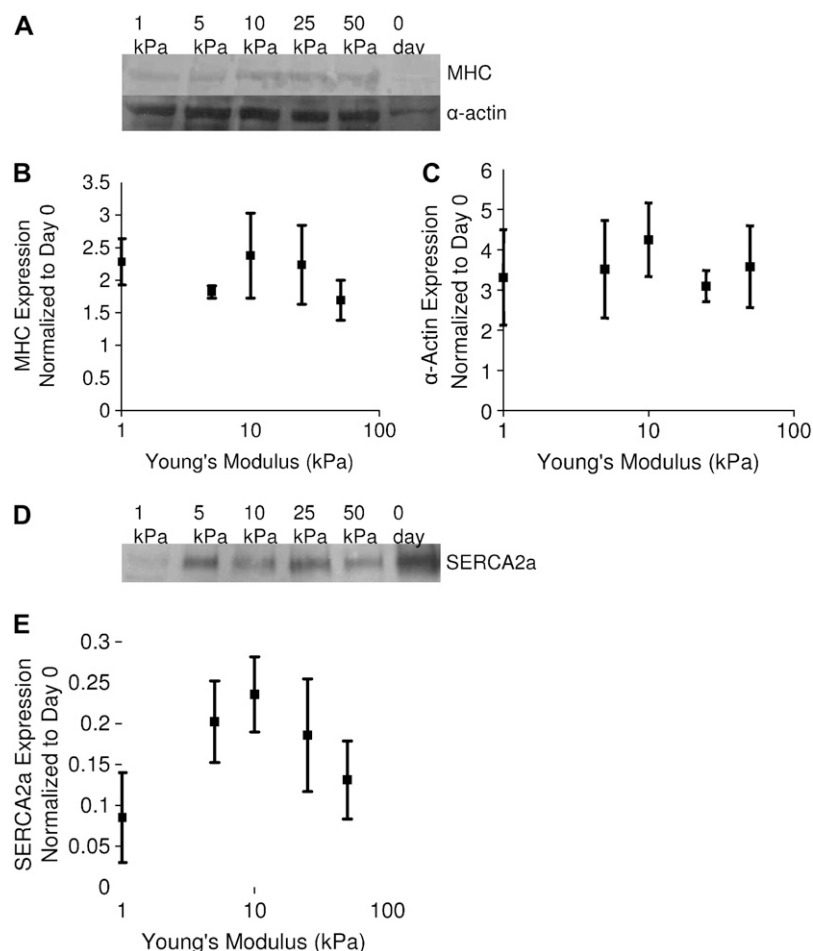 A
1 5 10 25 50 0
kPa kPa kPa kPa kPa day
MHC
α-actin
B
MHC Expression
Normalized to Day 0
3.5
3
2.5
2
1.5
1
0.5
0
1 10 100
Young's Modulus (kPa)
C
α-Actin Expression
Normalized to Day 0
6
5
4
3
2
1
0
1 10 100
Young's Modulus (kPa)
D
1 5 10 25 50 0
kPa kPa kPa kPa kPa day
SERCA2a
E
SERCA2a Expression
Normalized to Day 0
0.3
0.25
0.2
0.15
0.1
0.05
0
1 10 100
Young's Modulus (kPa)